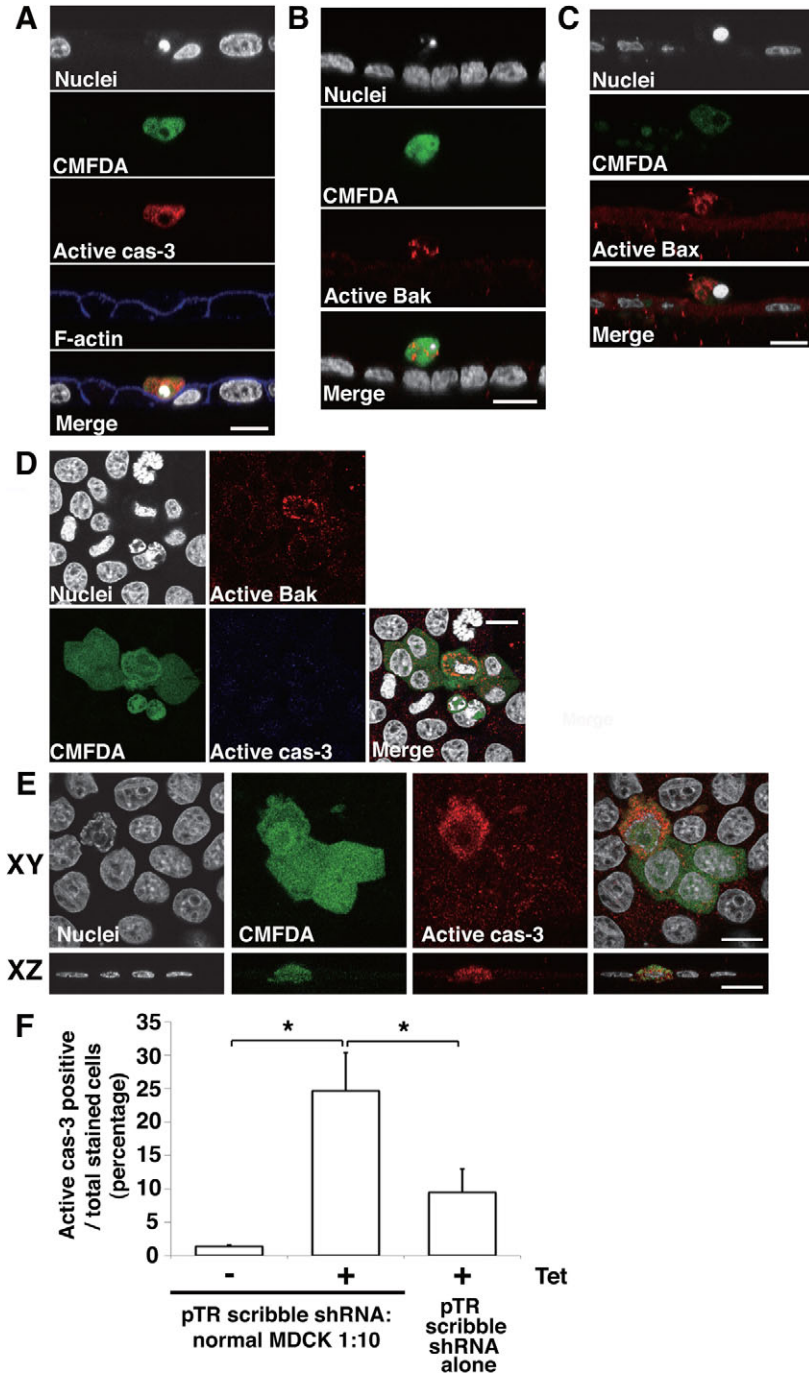 A
Nuclei
CMFDA
Active cas-3
F-actin
Merge
B
Nuclei
CMFDA
Active Bak
Merge
C
Nuclei
CMFDA
Active Bax
Merge
D
Nuclei
Active Bak
CMFDA
Active cas-3
Merge
Merge
E
XY
Nuclei
CMFDA
Active cas-3
XZ
F
Active cas-3 positive
/ total stained cells
(percentage)
35
30
25
20
15
10
5
0
*
*
- + + Tet
pTR scribble shRNA:
normal MDCK 1:10
pTR
scribble
shRNA
alone